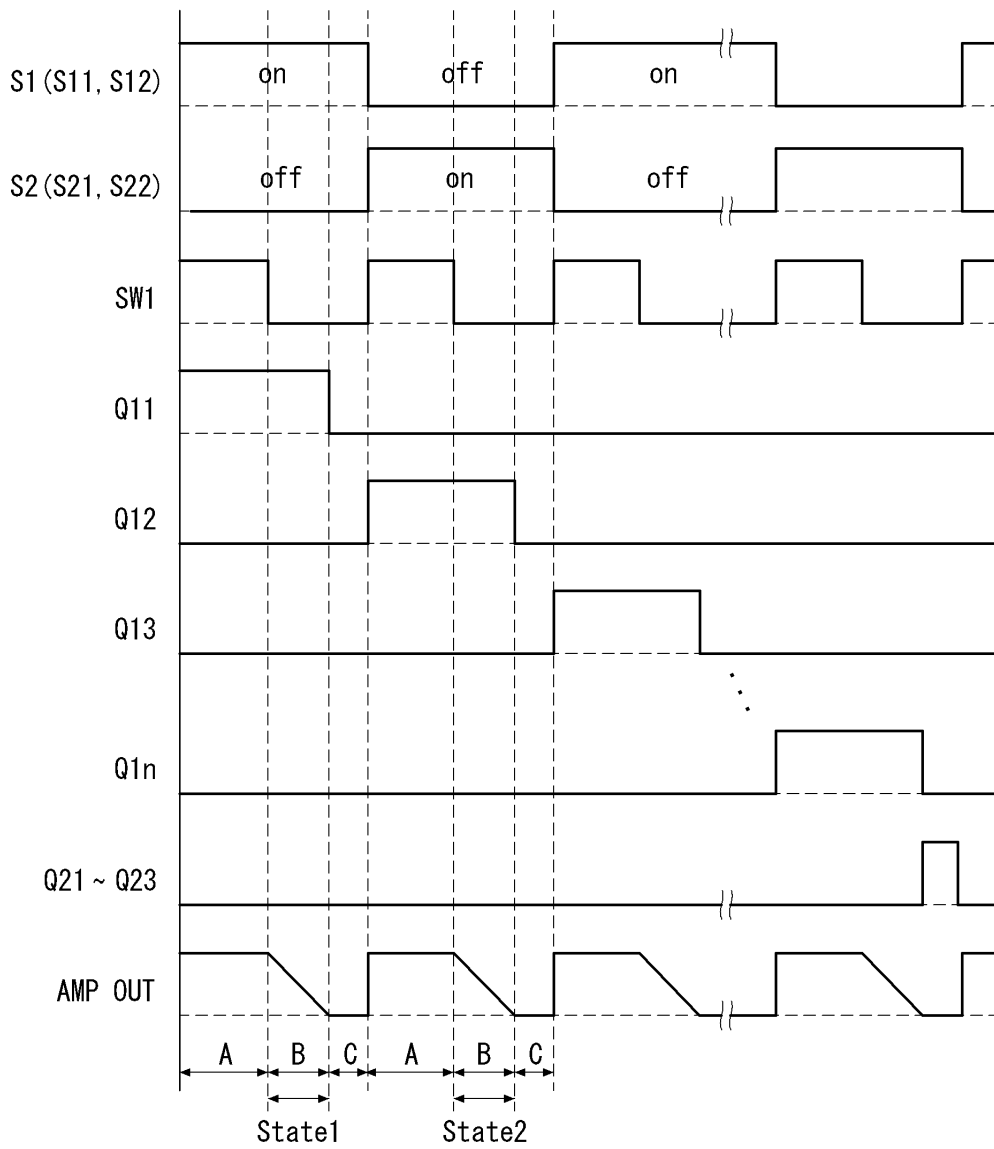 S1(S11, S12)
on
off
on
S2(S21, S22)
off
on
off
SW1
Q11
Q12
Q13
Q1n
Q21 ~ Q23
AMP OUT
A
B
C
A
B
C
State1
State2